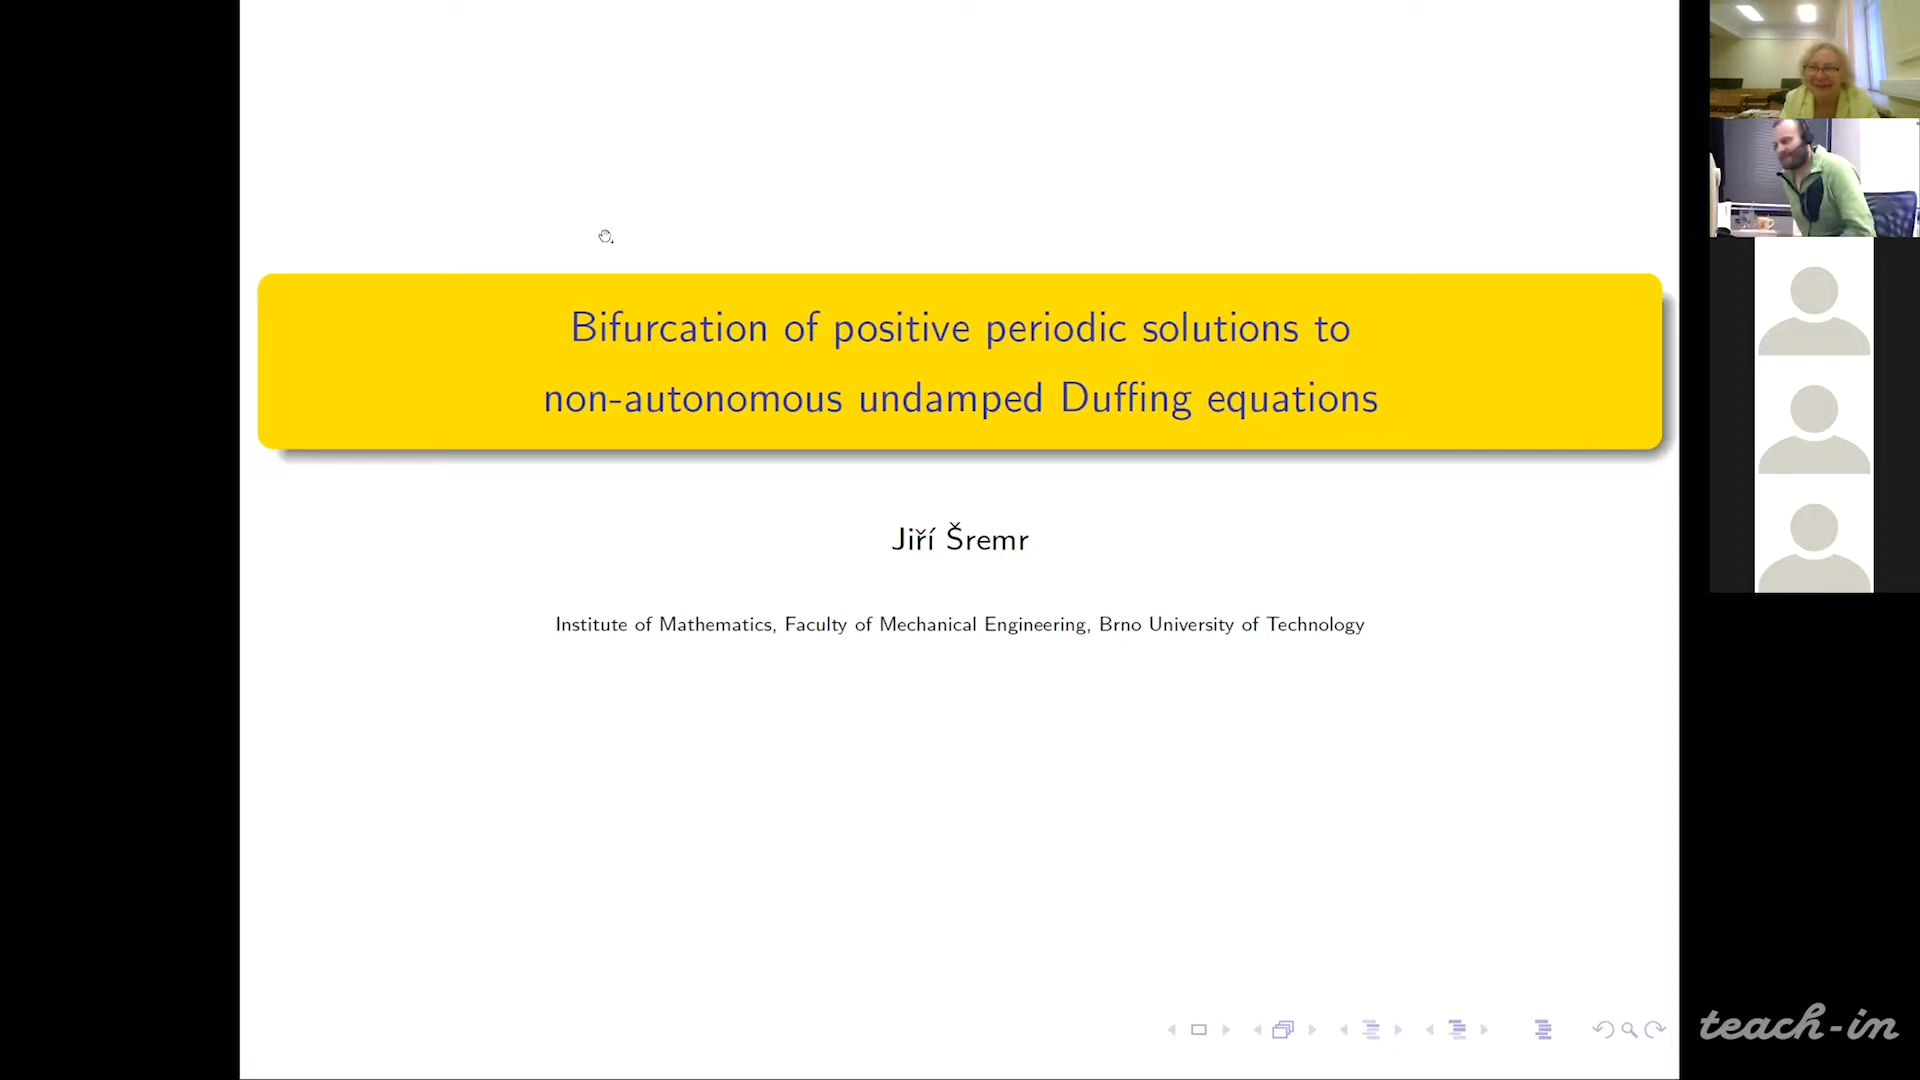 Bifurcation of positive periodic solutions to
non-autonomous undamped Duffing equations
Jiří Šremr
Institute of Mathematics, Faculty of Mechanical Engineering, Brno University of Technology
teach-in